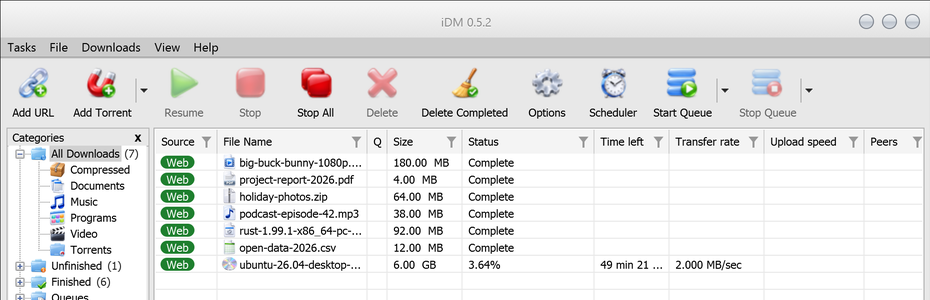 iDM 0.5.2
Tasks File Downloads View Help
Add URL Add Torrent Resume Stop Stop All Delete Delete Completed Options Scheduler Start Queue Stop Queue
Categories x
All Downloads (7)
Compressed
Documents
Music
Programs
Video
Torrents
Unfinished (1)
Finished (6)
Queues
Source File Name Q Size Status Time left Transfer rate Upload speed Peers
Web big-buck-bunny-1080p.... 180.00 MB Complete
Web project-report-2026.pdf 4.00 MB Complete
Web holiday-photos.zip 64.00 MB Complete
Web podcast-episode-42.mp3 38.00 MB Complete
Web rust-1.99.1-x86_64-pc-... 92.00 MB Complete
Web open-data-2026.csv 12.00 MB Complete
Web ubuntu-26.04-desktop-... 6.00 GB 3.64% 49 min 21 ... 2.000 MB/sec